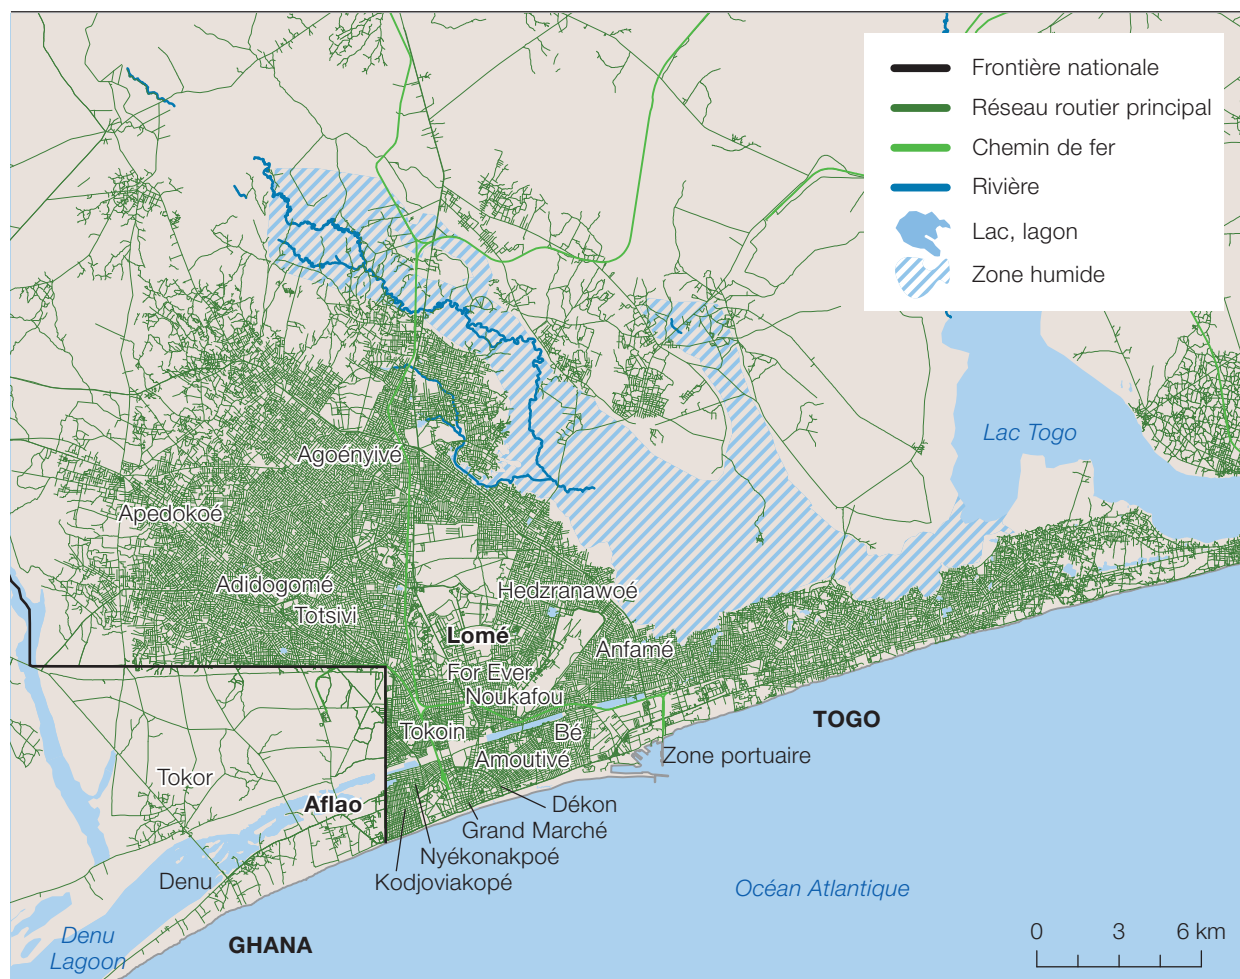 Frontière nationale
Réseau routier principal
Chemin de fer
Rivière
Lac, lagon
Zone humide
Lac Togo
Agoényivé
Apedokoé
Adidogomé
Hedzranawoé
Totsivi
Lomé
Anfamé
For Ever
Noukafou
TOGO
Tokoin
Bé
Amoutivé
Zone portuaire
Tokor
Aflao
Dékon
Grand Marché
Nyékonakpoé
Denu
Kodjoviakopé
Océan Atlantique
Denu
Lagoon
GHANA
0 3 6 km